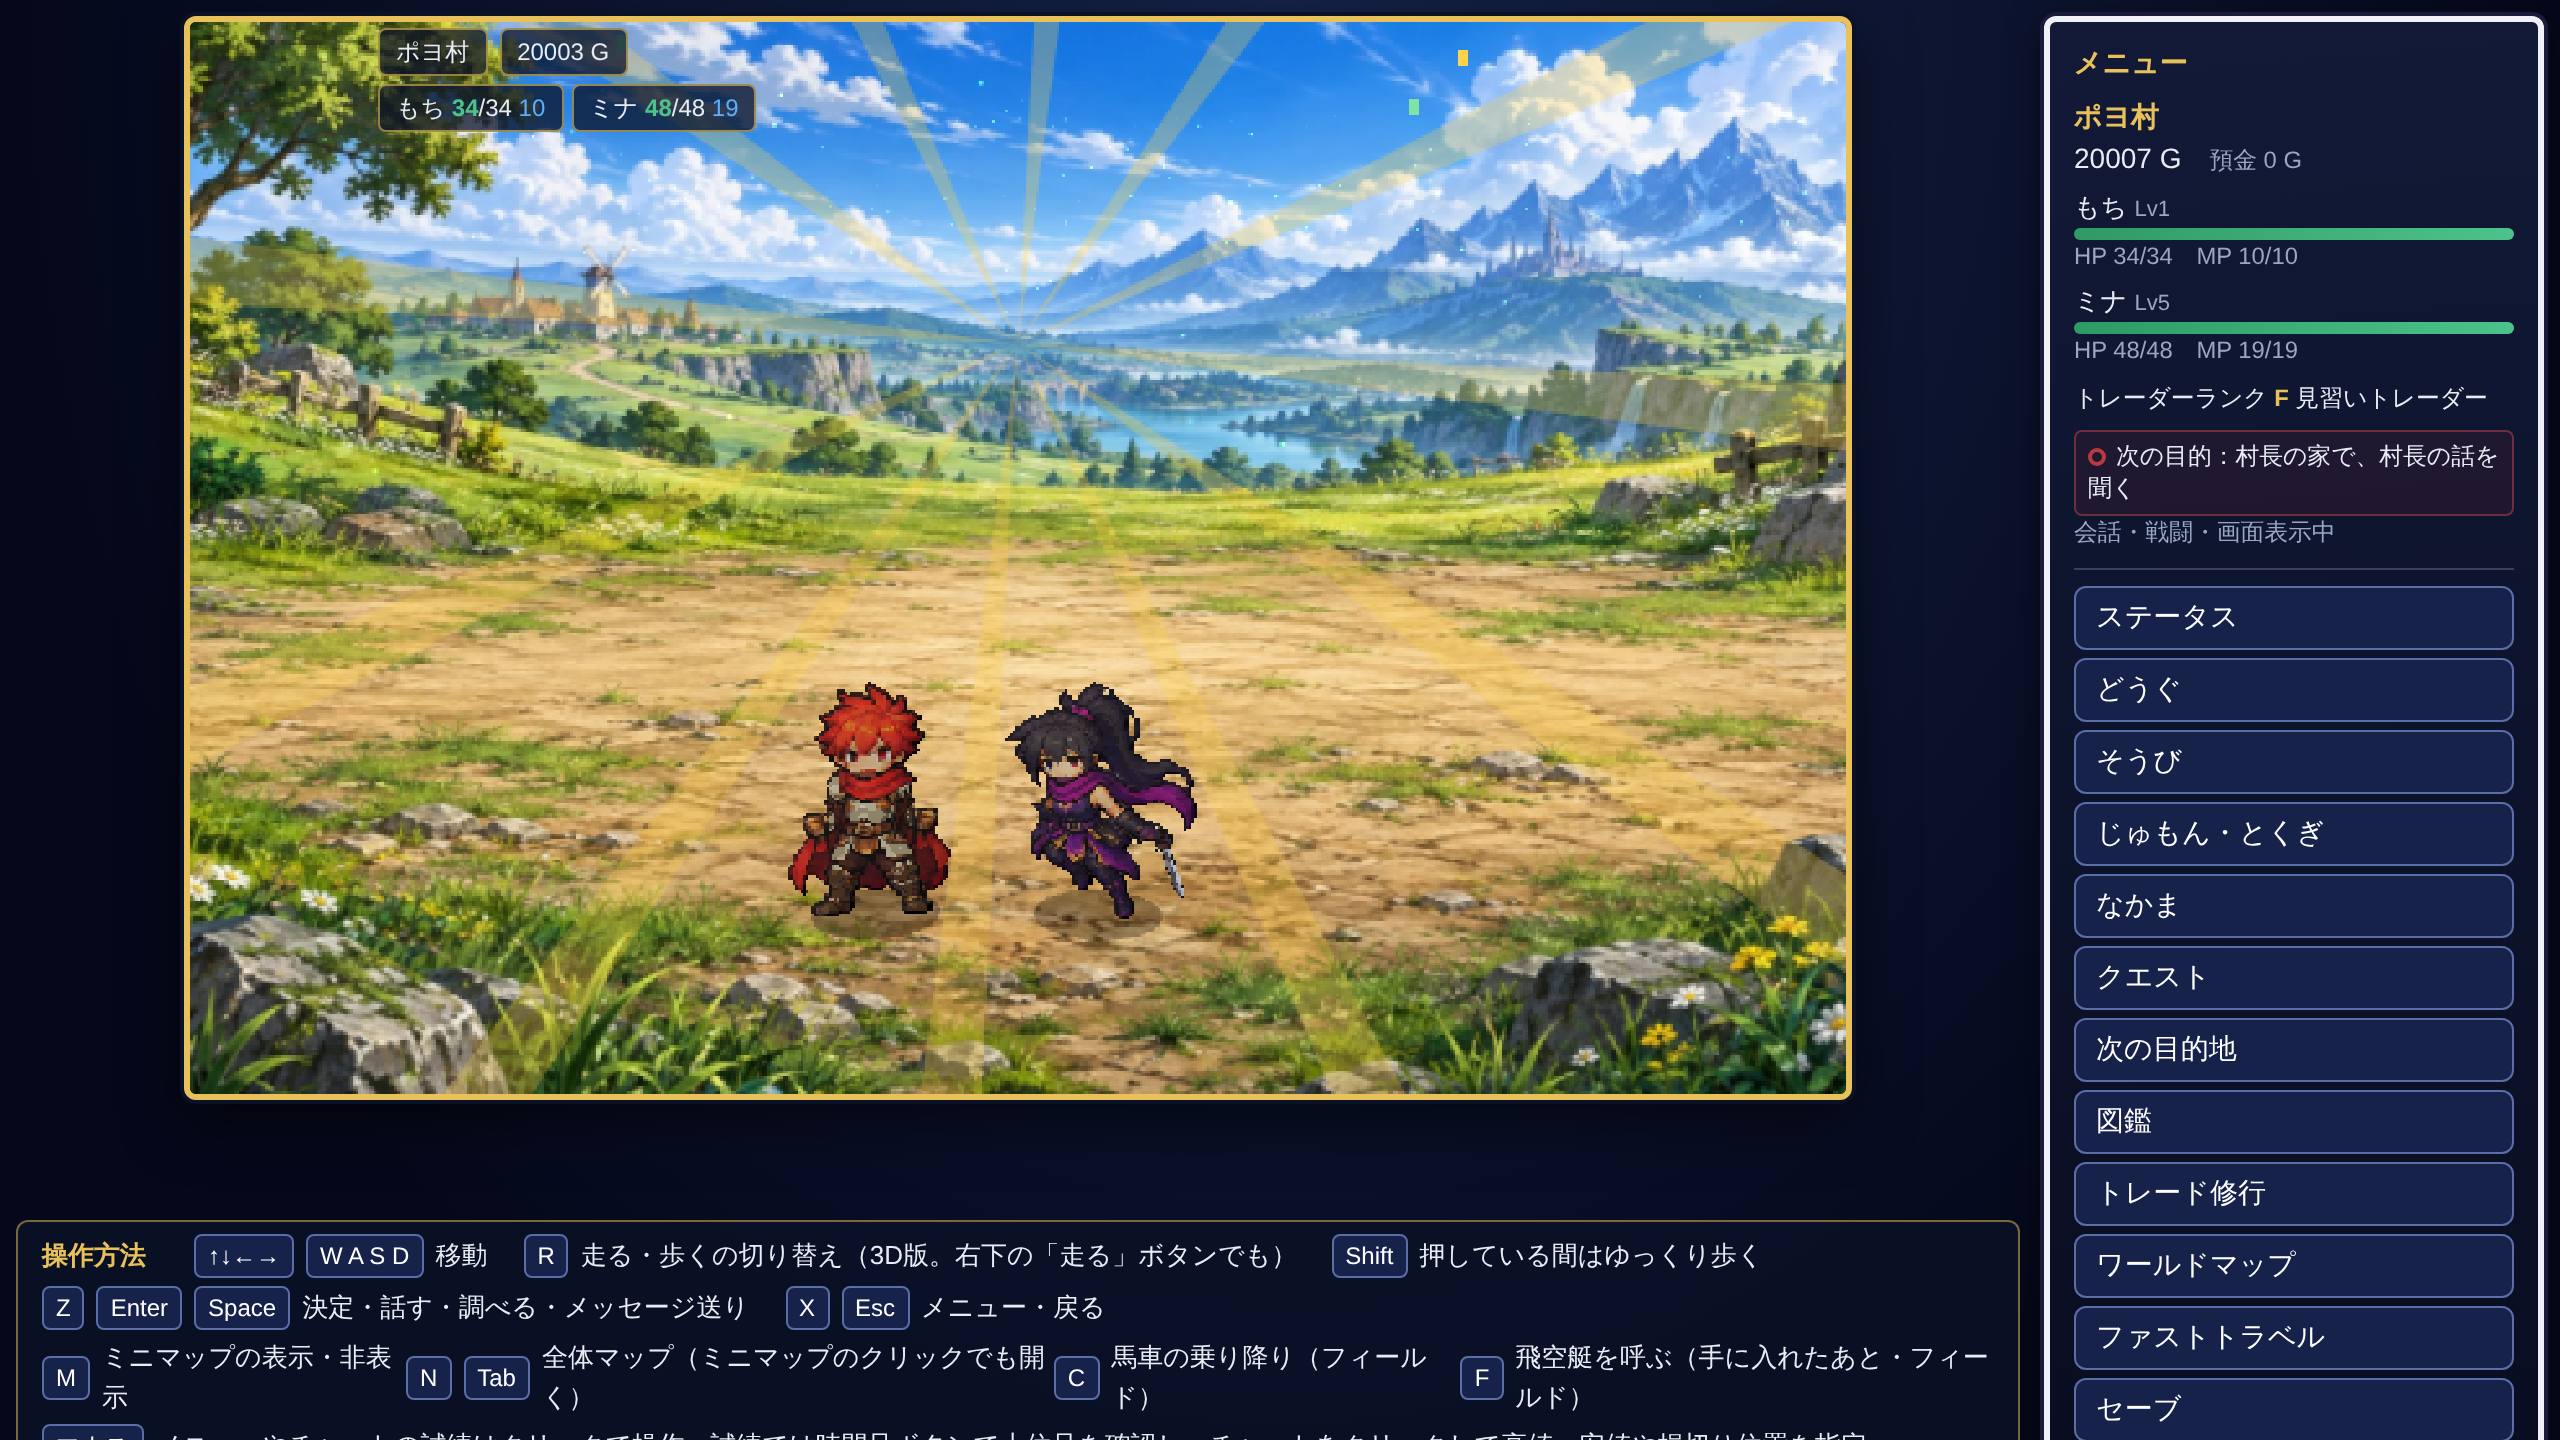 ポヨ村 20003 G
もち 34/34 10 ミナ 48/48 19
メニュー
ポヨ村
20007 G 預金 0 G
もち Lv1
HP 34/34 MP 10/10
ミナ Lv5
HP 48/48 MP 19/19
トレーダーランク F 見習いトレーダー
次の目的：村長の家で、村長の話を
聞く
会話・戦闘・画面表示中
ステータス
どうぐ
そうび
じゅもん・とくぎ
なかま
クエスト
次の目的地
図鑑
トレード修行
ワールドマップ
ファストトラベル
セーブ
操作方法 ↑↓←→ W A S D 移動 R 走る・歩くの切り替え（3D版。右下の「走る」ボタンでも） Shift 押している間はゆっくり歩く
Z Enter Space 決定・話す・調べる・メッセージ送り X Esc メニュー・戻る
M ミニマップの表示・非表示 N Tab 全体マップ（ミニマップのクリックでも開く） C 馬車の乗り降り（フィールド） F 飛空艇を呼ぶ（手に入れたあと・フィールド）